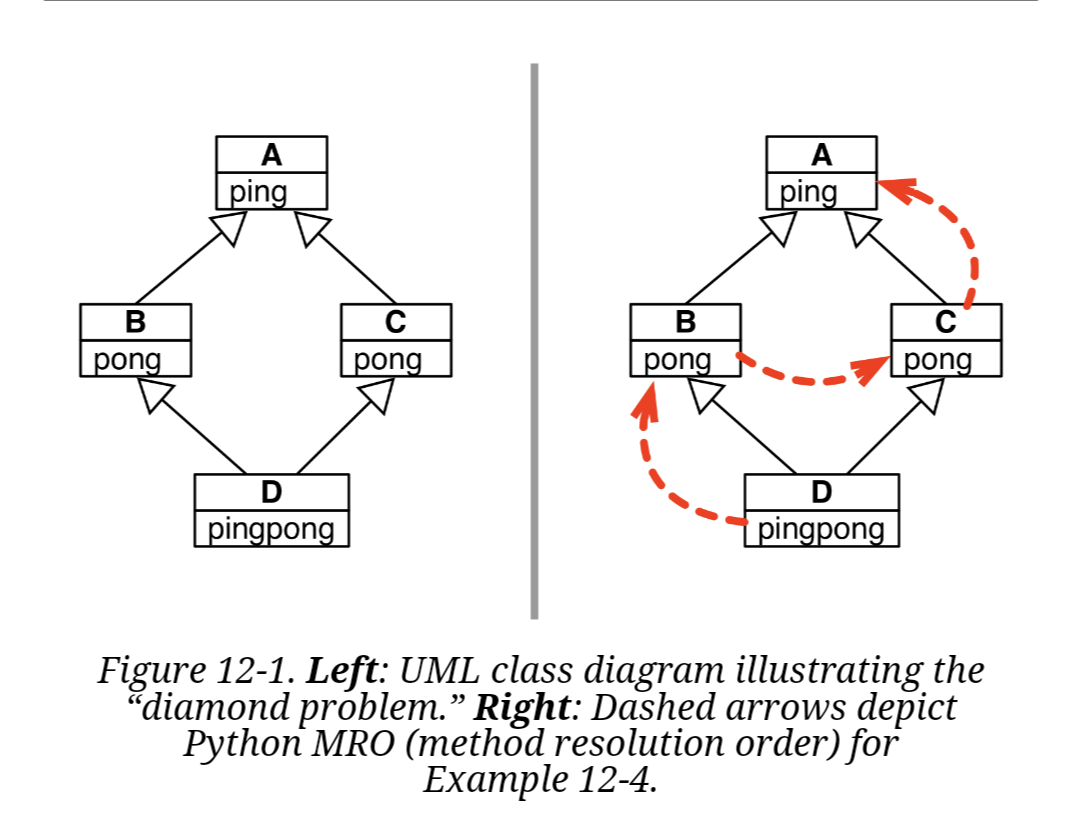 A
ping
B
pong
C
pong
D
pingpong
A
ping
B
pong
C
pong
D
pingpong
Figure 12-1. Left: UML class diagram illustrating the
“diamond problem.” Right: Dashed arrows depict
Python MRO (method resolution order) for
Example 12-4.